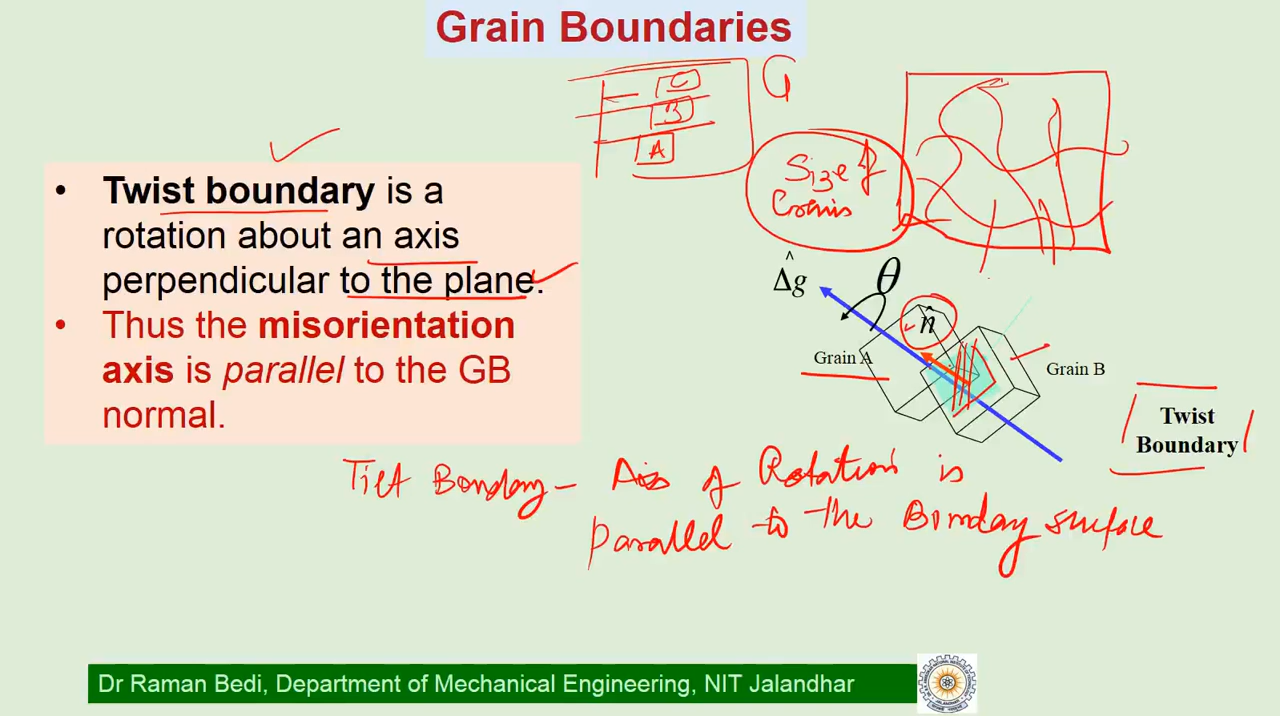 Grain Boundaries
C
B
A
G
Size of
Grains
• Twist boundary is a
rotation about an axis
perpendicular to the plane.
• Thus the misorientation
axis is parallel to the GB
normal.
Δĝ
θ
n̂
Grain A
Grain B
Twist
Boundary
Tilt Bonday - Axis of Rotation is
Parallel to the Bonday surface
Dr Raman Bedi, Department of Mechanical Engineering, NIT Jalandhar